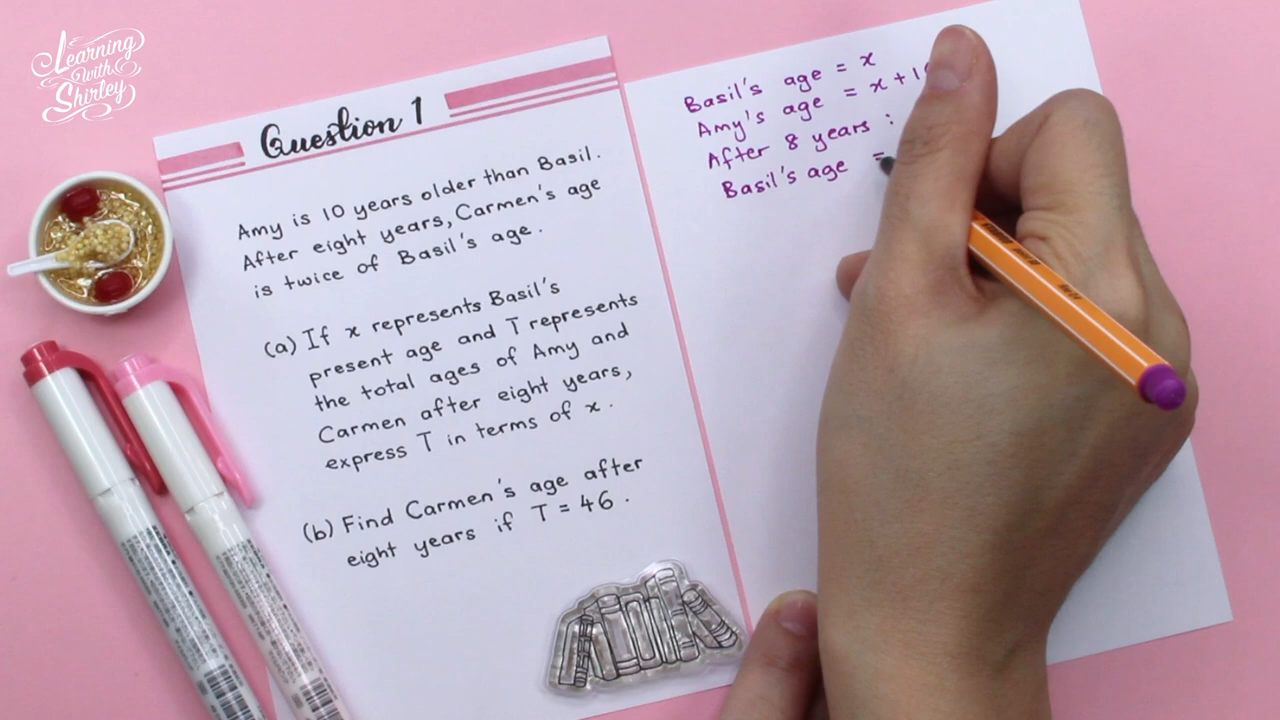 Learning
with
Shirley
Question 1
Amy is 10 years older than Basil.
After eight years, Carmen's age
is twice of Basil's age.
(a) If x represents Basil's
present age and T represents
the total ages of Amy and
Carmen after eight years,
express T in terms of x.
(b) Find Carmen's age after
eight years if T = 46.
Basil's age = x
Amy's age = x + 1
After 8 years :
Basil's age =